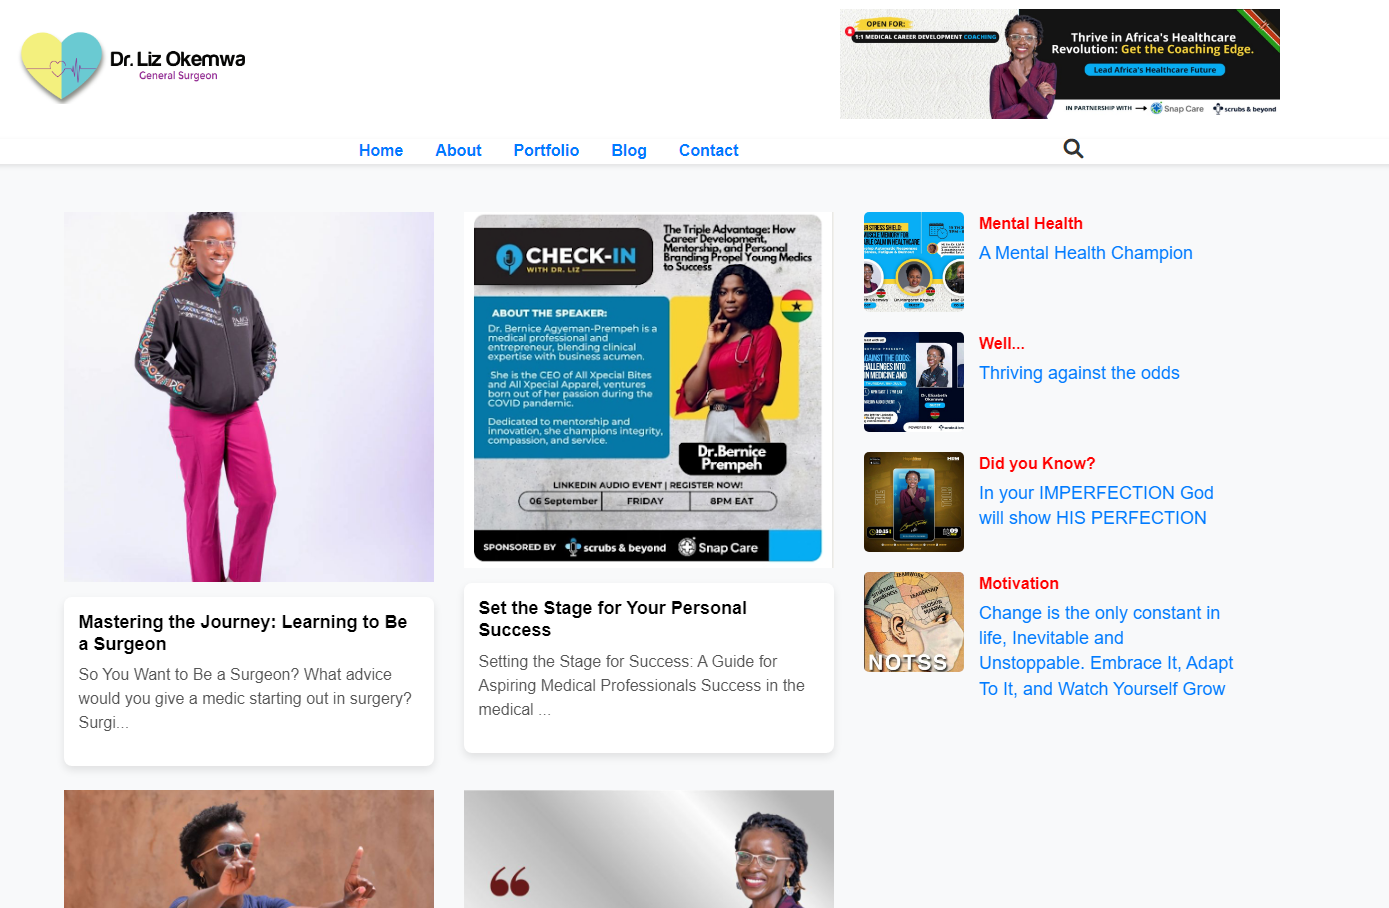 Dr. Liz Okemwa
General Surgeon
OPEN FOR:
1:1 MEDICAL CAREER DEVELOPMENT COACHING
Thrive in Africa's Healthcare
Revolution: Get the Coaching Edge.
Lead Africa's Healthcare Future
IN PARTNERSHIP WITH
Snap Care
scrubs & beyond
Home
About
Portfolio
Blog
Contact
Mastering the Journey: Learning to Be
a Surgeon
So You Want to Be a Surgeon? What advice
would you give a medic starting out in surgery?
Surgi...
CHECK-IN
WITH DR. LIZ
The Triple Advantage: How
Career Development,
Mentorship, and Personal
Branding Propel Young Medics
to Success
ABOUT THE SPEAKER:
Dr. Bernice Agyeman-Prempeh is a
medical professional and
entrepreneur, blending clinical
expertise with business acumen.
She is the CEO of All Xpecial Bites
and All Xpecial Apparel, ventures
born out of her passion during the
COVID pandemic.
Dedicated to mentorship and
innovation, she champions integrity,
compassion, and service.
Dr.Bernice
Prempeh
LINKEDIN AUDIO EVENT | REGISTER NOW!
06 September
FRIDAY
8PM EAT
SPONSORED BY
scrubs & beyond
Snap Care
Set the Stage for Your Personal
Success
Setting the Stage for Success: A Guide for
Aspiring Medical Professionals Success in the
medical ...
Mental Health
A Mental Health Champion
Well...
Thriving against the odds
Did you Know?
In your IMPERFECTION God
will show HIS PERFECTION
NOTSS
Motivation
Change is the only constant in
life, Inevitable and
Unstoppable. Embrace It, Adapt
To It, and Watch Yourself Grow